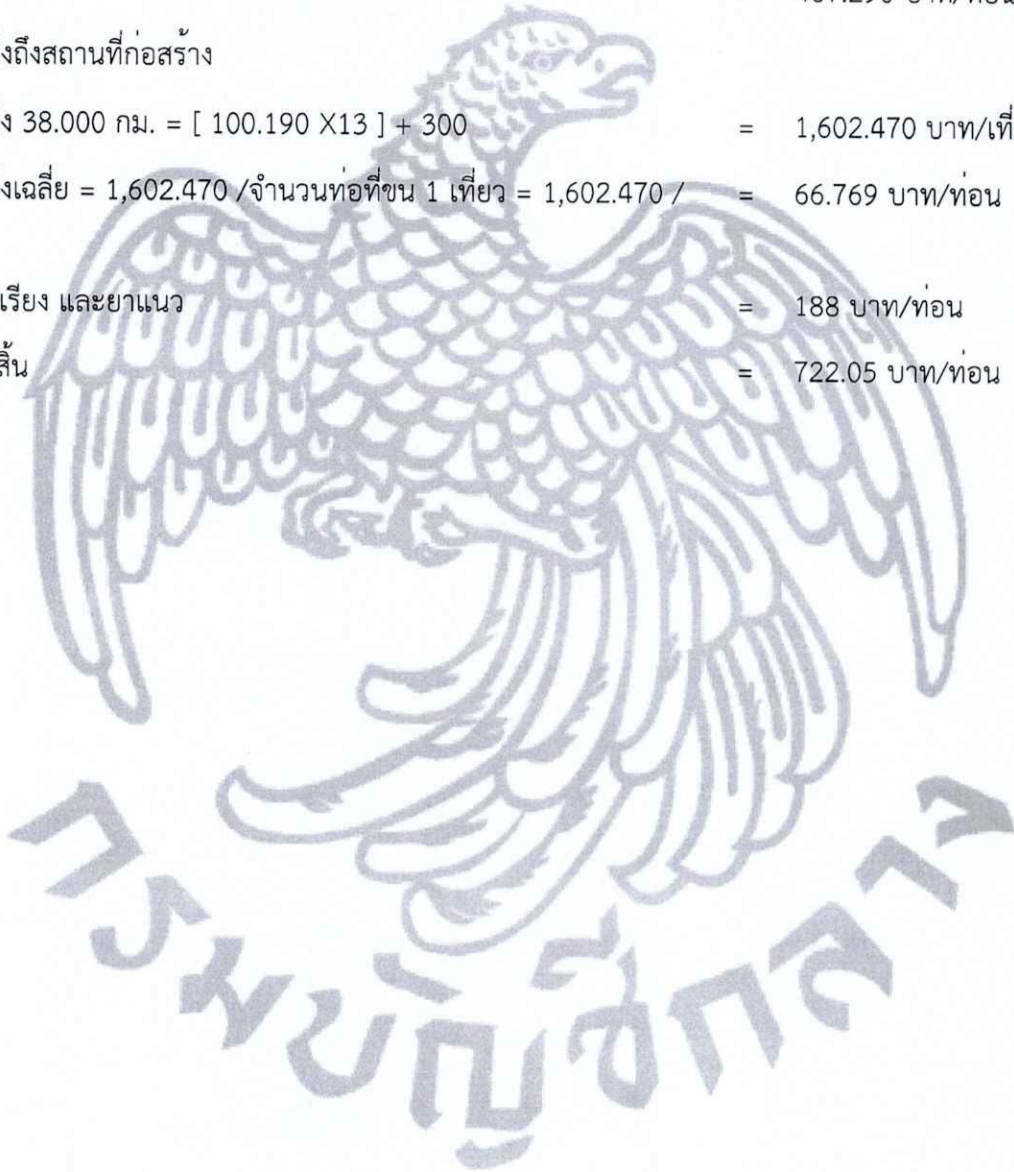 งถึงสถานที่ก่อสร้าง
ง 38.000 กม. = [ 100.190 X13 ] + 300 = 1,602.470 บาท/เที่
งเฉลี่ย = 1,602.470 /จำนวนท่อที่ขน 1 เที่ยว = 1,602.470 / = 66.769 บาท/ท่อน
เรียง และยาแนว = 188 บาท/ท่อน
สิ้น = 722.05 บาท/ท่อน
กรมบัญชีกลาง